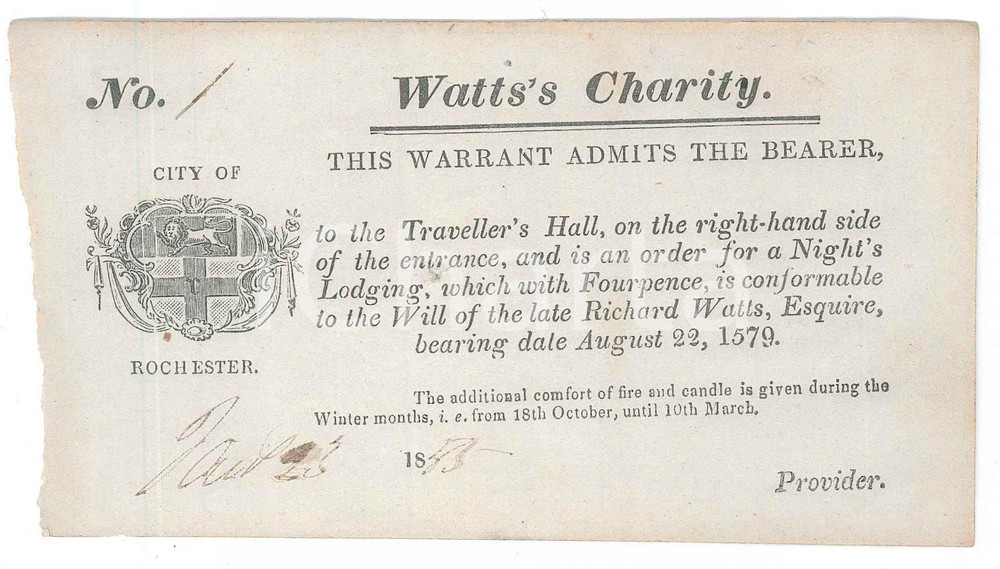 No. 1
Watts's Charity.
THIS WARRANT ADMITS THE BEARER,
CITY OF
ROCHESTER.
to the Traveller's Hall, on the right-hand side
of the entrance, and is an order for a Night's
Lodging, which with Fourpence, is conformable
to the Will of the late Richard Watts, Esquire,
bearing date August 22, 1579.
The additional comfort of fire and candle is given during the
Winter months, i. e. from 18th October, until 10th March.
23 1855
Provider.